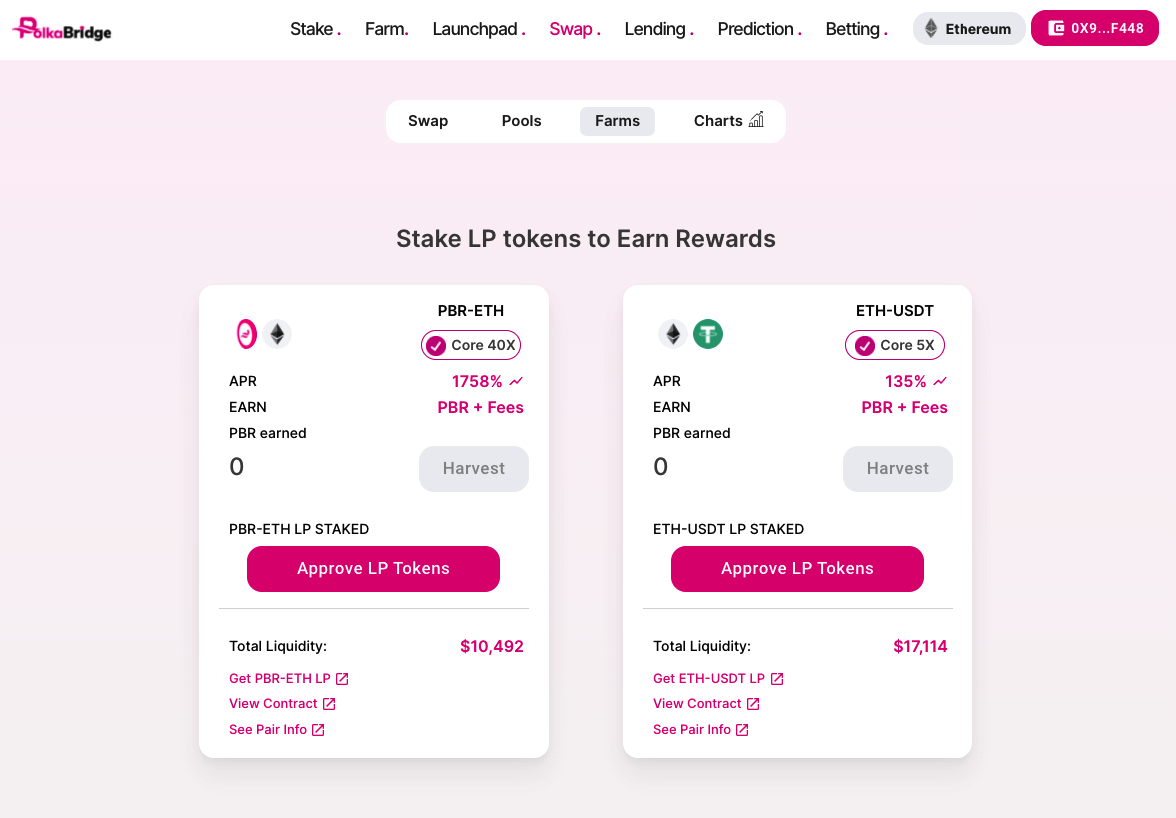 PolkaBridge
Stake . Farm. Launchpad . Swap . Lending . Prediction . Betting . Ethereum 0X9...F448
Swap Pools Farms Charts
Stake LP tokens to Earn Rewards
PBR-ETH
Core 40X
APR 1758%
EARN PBR + Fees
PBR earned
0 Harvest
PBR-ETH LP STAKED
Approve LP Tokens
Total Liquidity: $10,492
Get PBR-ETH LP
View Contract
See Pair Info
ETH-USDT
Core 5X
APR 135%
EARN PBR + Fees
PBR earned
0 Harvest
ETH-USDT LP STAKED
Approve LP Tokens
Total Liquidity: $17,114
Get ETH-USDT LP
View Contract
See Pair Info